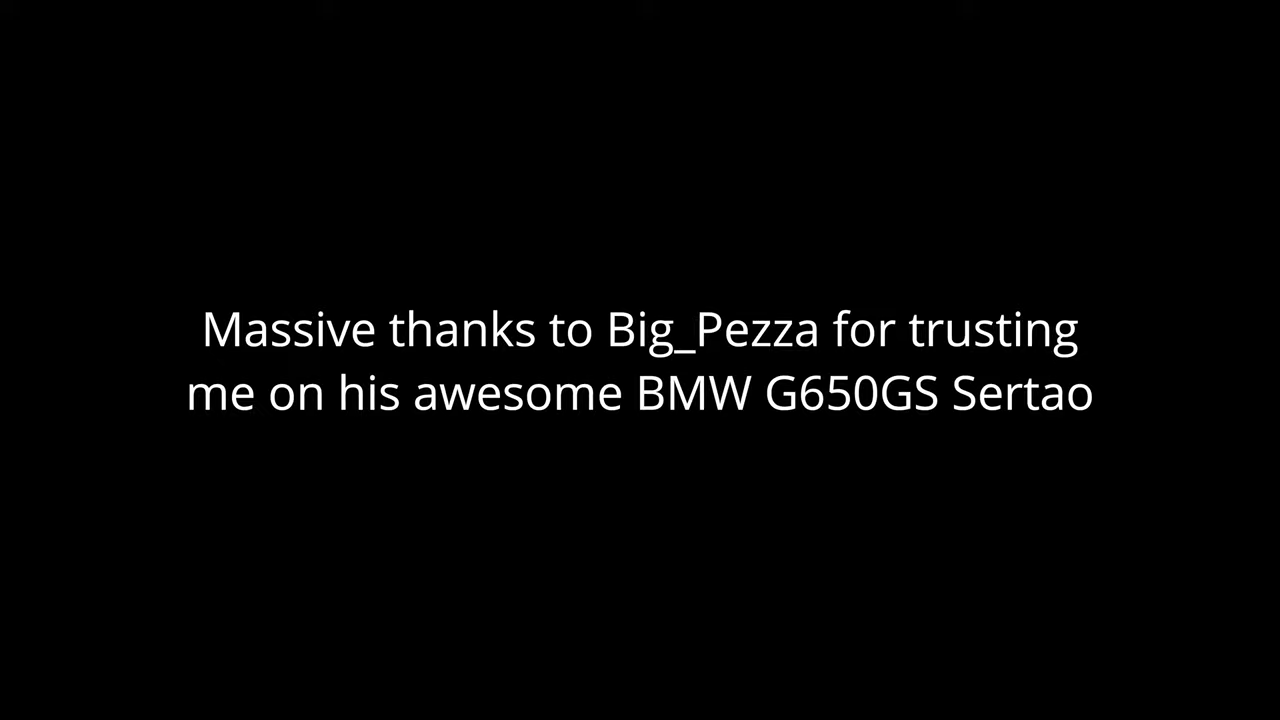 Massive thanks to Big_Pezza for trusting
me on his awesome BMW G650GS Sertao